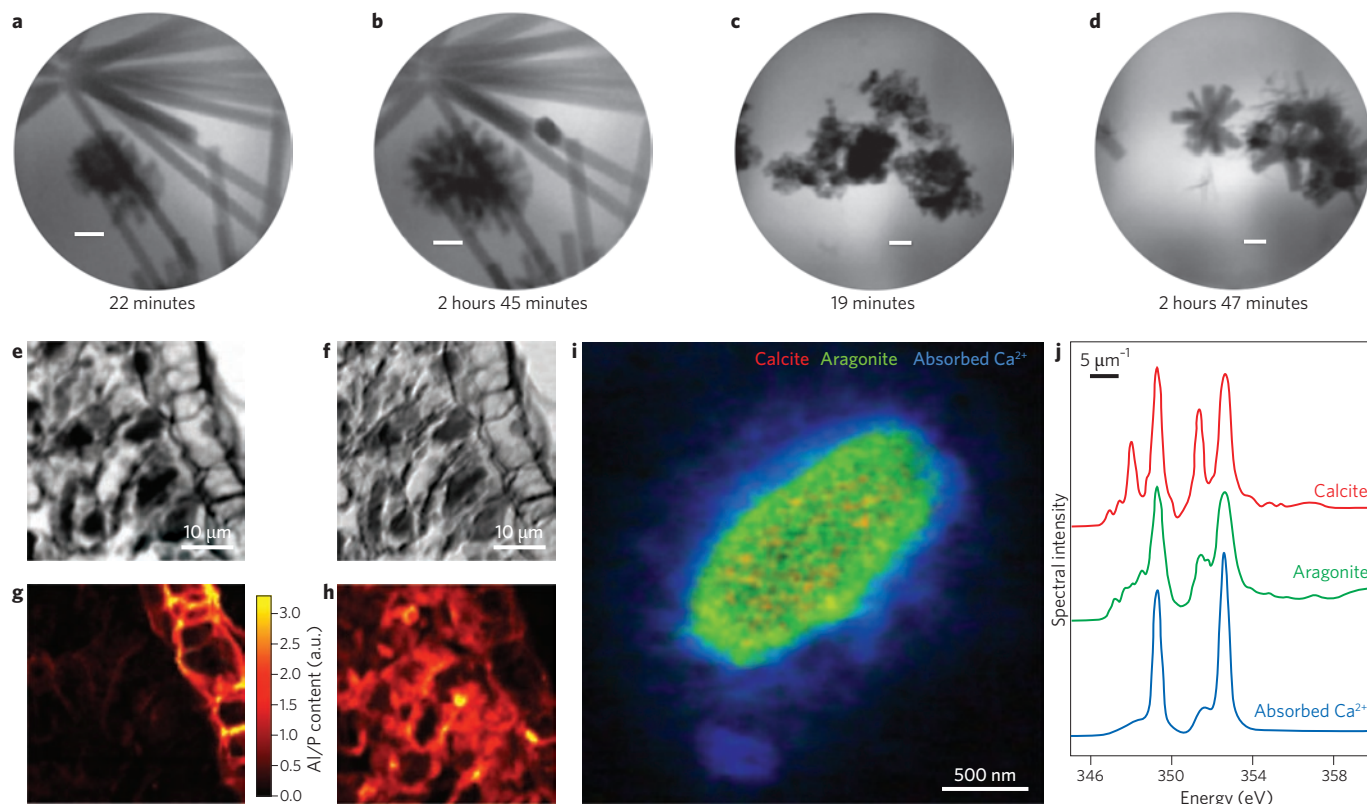 a
b
c
d
22 minutes
2 hours 45 minutes
19 minutes
2 hours 47 minutes
e
f
i
Calcite Aragonite Absorbed Ca²⁺
j
5 µm⁻¹
10 µm
10 µm
g
h
3.0
2.5
2.0
1.5
1.0
0.5
0.0
Al/P content (a.u.)
500 nm
Spectral intensity
Calcite
Aragonite
Absorbed Ca²⁺
346 350 354 358
Energy (eV)